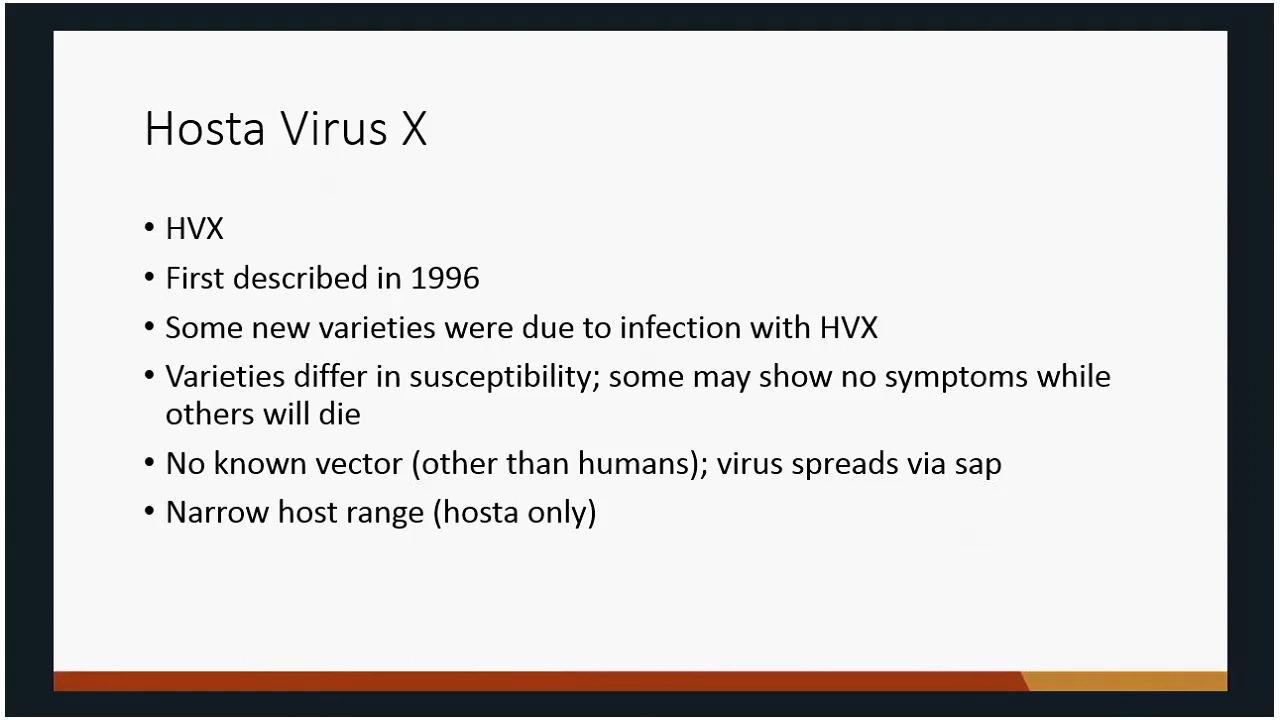 Hosta Virus X
• HVX
• First described in 1996
• Some new varieties were due to infection with HVX
• Varieties differ in susceptibility; some may show no symptoms while
others will die
• No known vector (other than humans); virus spreads via sap
• Narrow host range (hosta only)